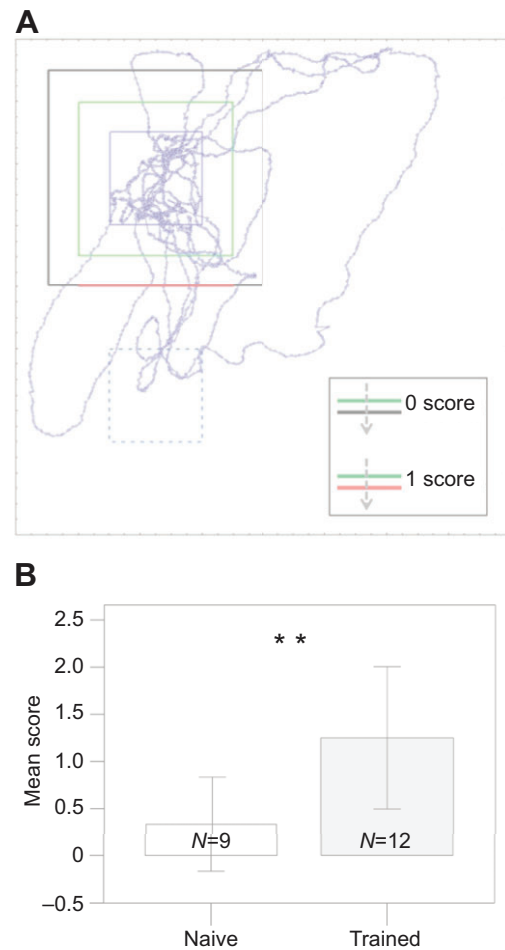 A
0 score
1 score
B
2.5
2.0
1.5
1.0
0.5
0
–0.5
Mean score
* *
N=9
N=12
Naive
Trained